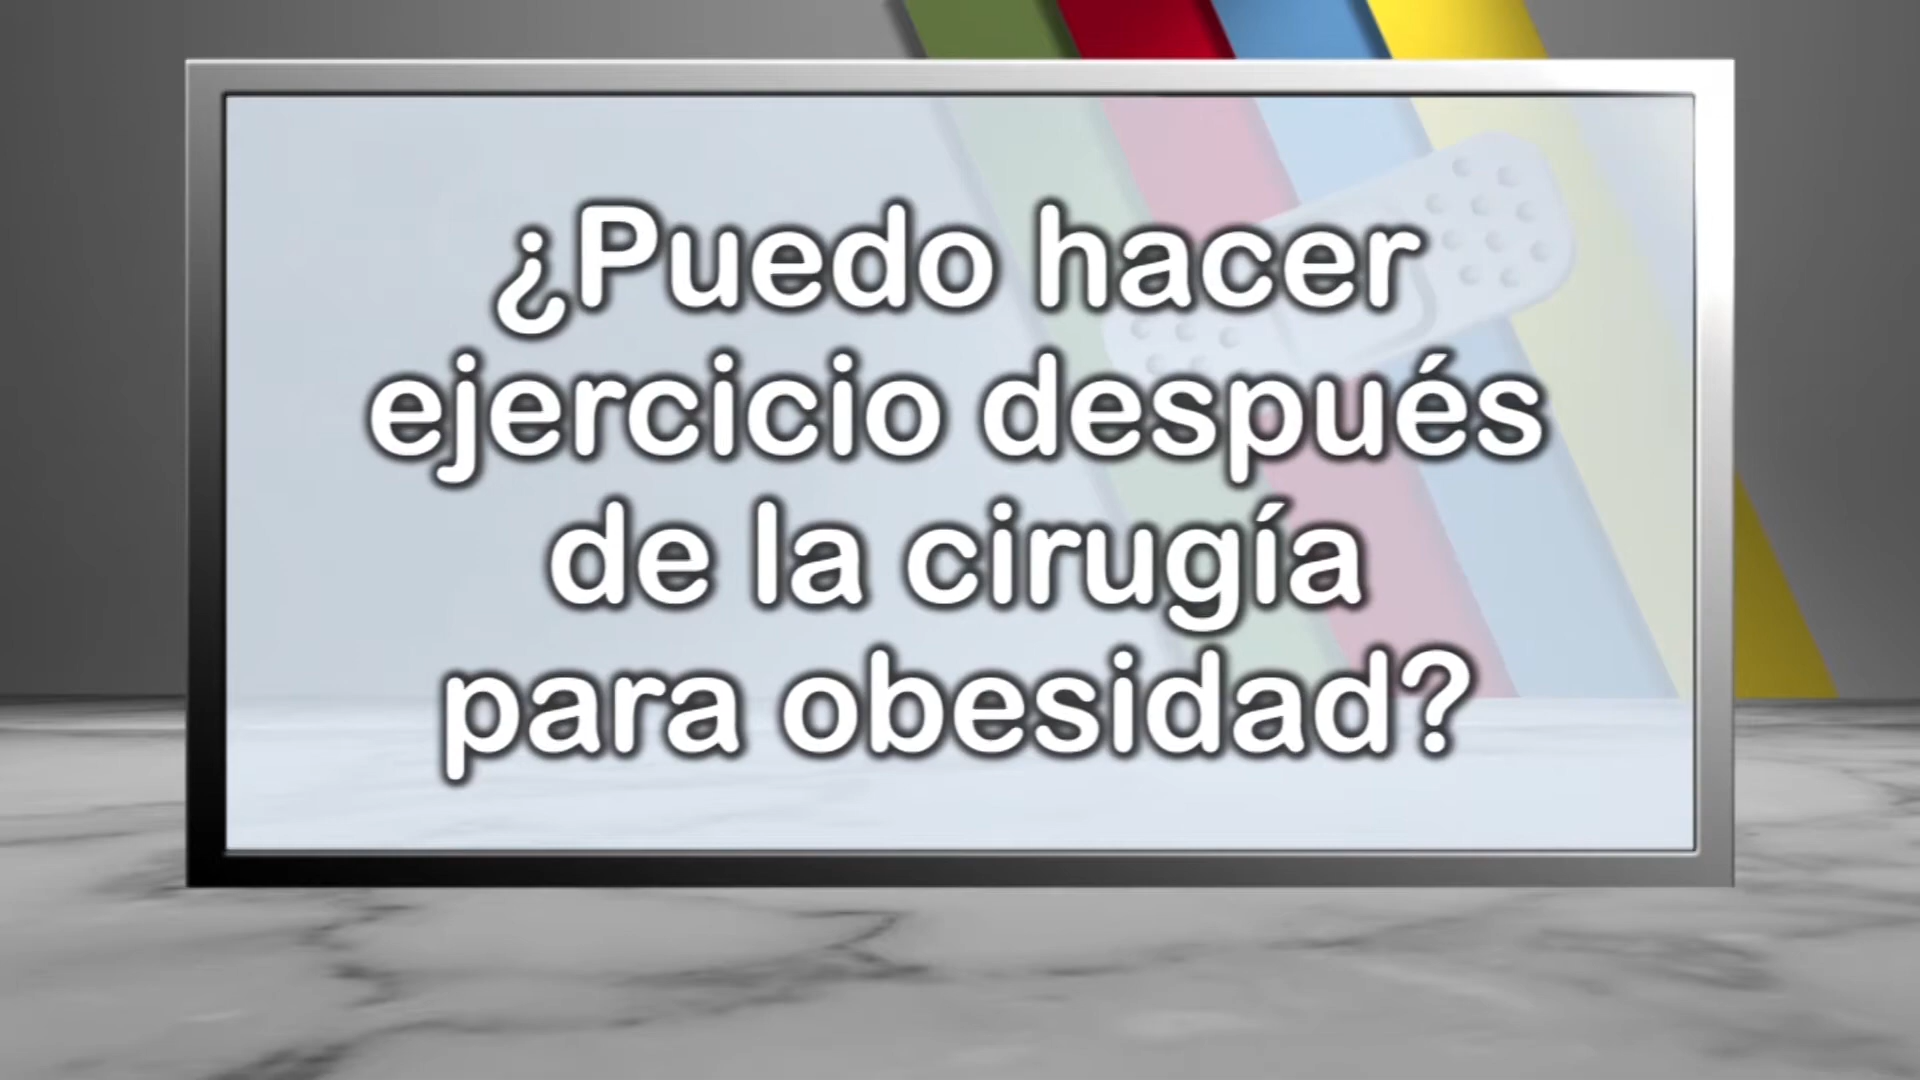 ¿Puedo hacer
ejercicio después
de la cirugía
para obesidad?